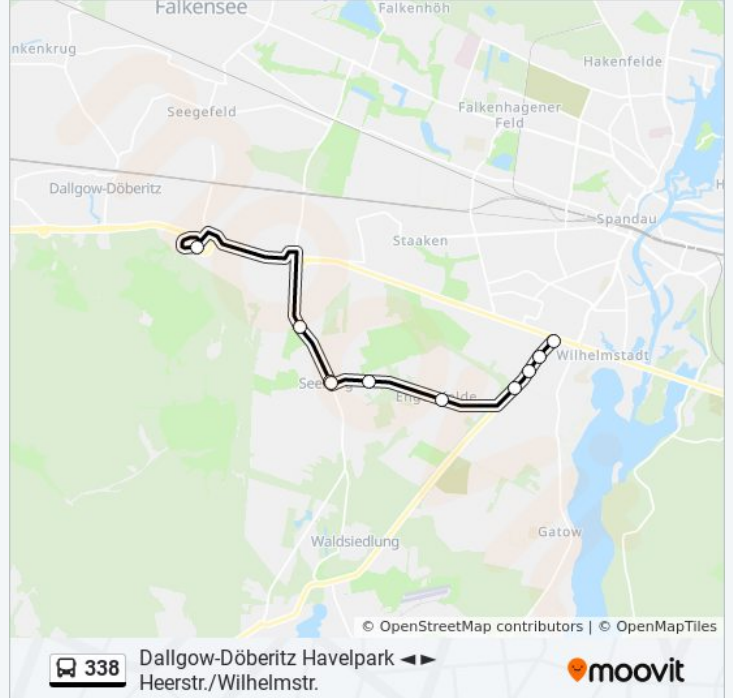 Falkensee
Falkenhöh
nkenkrug
Hakenfelde
Seegefeld
Falkenhagener
Feld
Dallgow-Döberitz
H
Spandau
Staaken
Wilhelmstadt
Gatow
Waldsiedlung
© OpenStreetMap contributors | © OpenMapTiles
338
Dallgow-Döberitz Havelpark ◄ ►
Heerstr./Wilhelmstr.
moovit